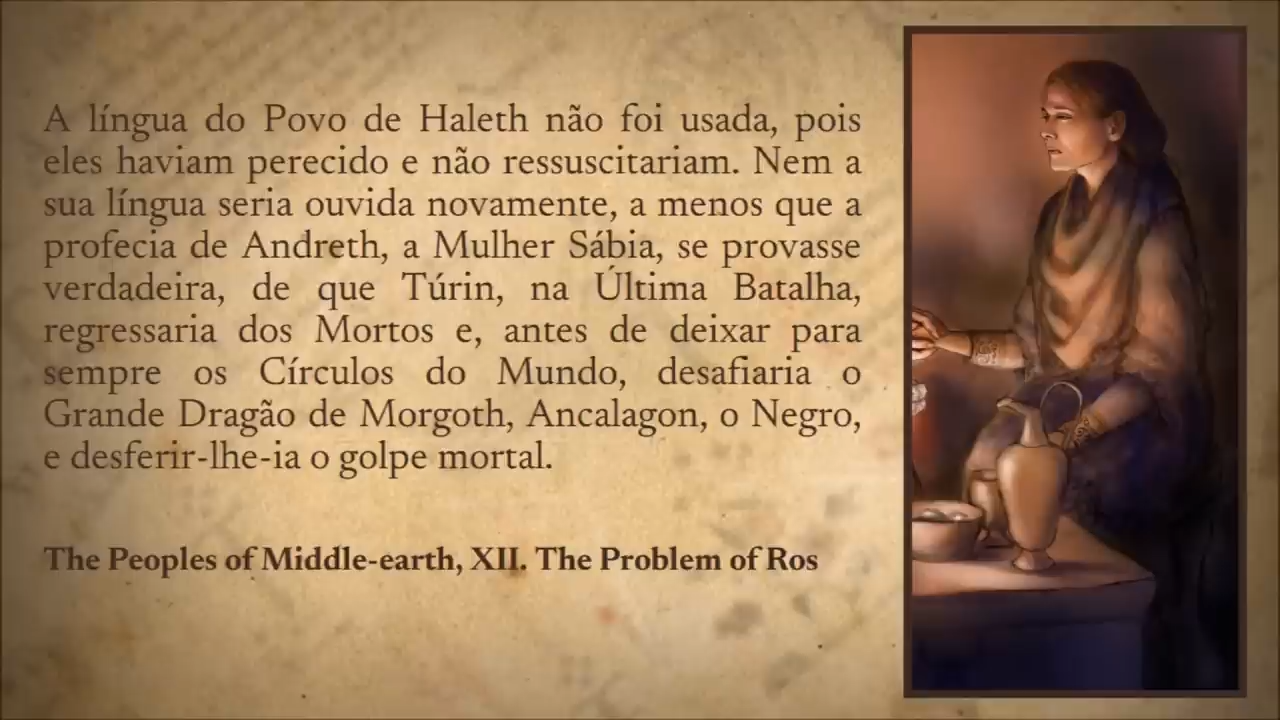 A língua do Povo de Haleth não foi usada, pois
eles haviam perecido e não ressuscitariam. Nem a
sua língua seria ouvida novamente, a menos que a
profecia de Andreth, a Mulher Sábia, se provasse
verdadeira, de que Túrin, na Última Batalha,
regressaria dos Mortos e, antes de deixar para
sempre os Círculos do Mundo, desafiaria o
Grande Dragão de Morgoth, Ancalagon, o Negro,
e desferir-lhe-ia o golpe mortal.
The Peoples of Middle-earth, XII. The Problem of Ros